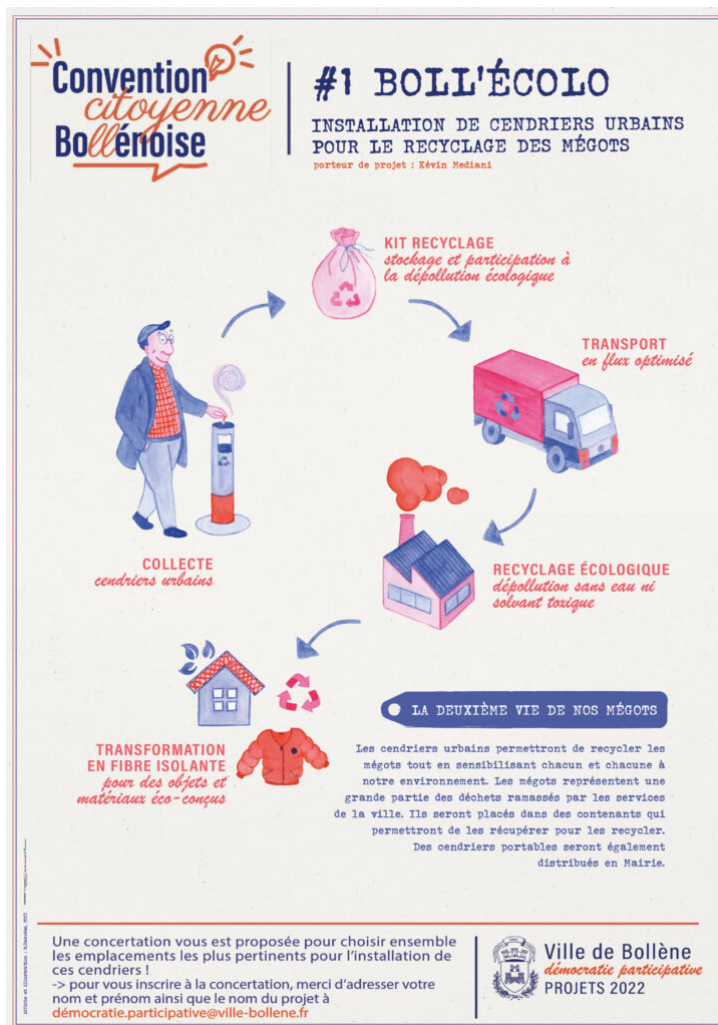 Convention
citoyenne
Bollénoise
#1 BOLL'ÉCOLO
INSTALLATION DE CENDRIERS URBAINS
POUR LE RECYCLAGE DES MÉGOTS
porteur de projet : Kévin Mediani
KIT RECYCLAGE
stockage et participation à
la dépollution écologique
TRANSPORT
en flux optimisé
COLLECTE
cendriers urbains
RECYCLAGE ÉCOLOGIQUE
dépollution sans eau ni
solvant toxique
TRANSFORMATION
EN FIBRE ISOLANTE
pour des objets et
matériaux éco-conçus
LA DEUXIÈME VIE DE NOS MÉGOTS
Les cendriers urbains permettront de recycler les
mégots tout en sensibilisant chacun et chacune à
notre environnement. Les mégots représentent une
grande partie des déchets ramassés par les services
de la ville. Ils seront placés dans des contenants qui
permettront de les récupérer pour les recycler.
Des cendriers portables seront également
distribués en Mairie.
Une concertation vous est proposée pour choisir ensemble
les emplacements les plus pertinents pour l'installation de
ces cendriers !
-> pour vous inscrire à la concertation, merci d'adresser votre
nom et prénom ainsi que le nom du projet à
démocratie.participative@ville-bollene.fr
Ville de Bollène
démocratie participative
PROJETS 2022